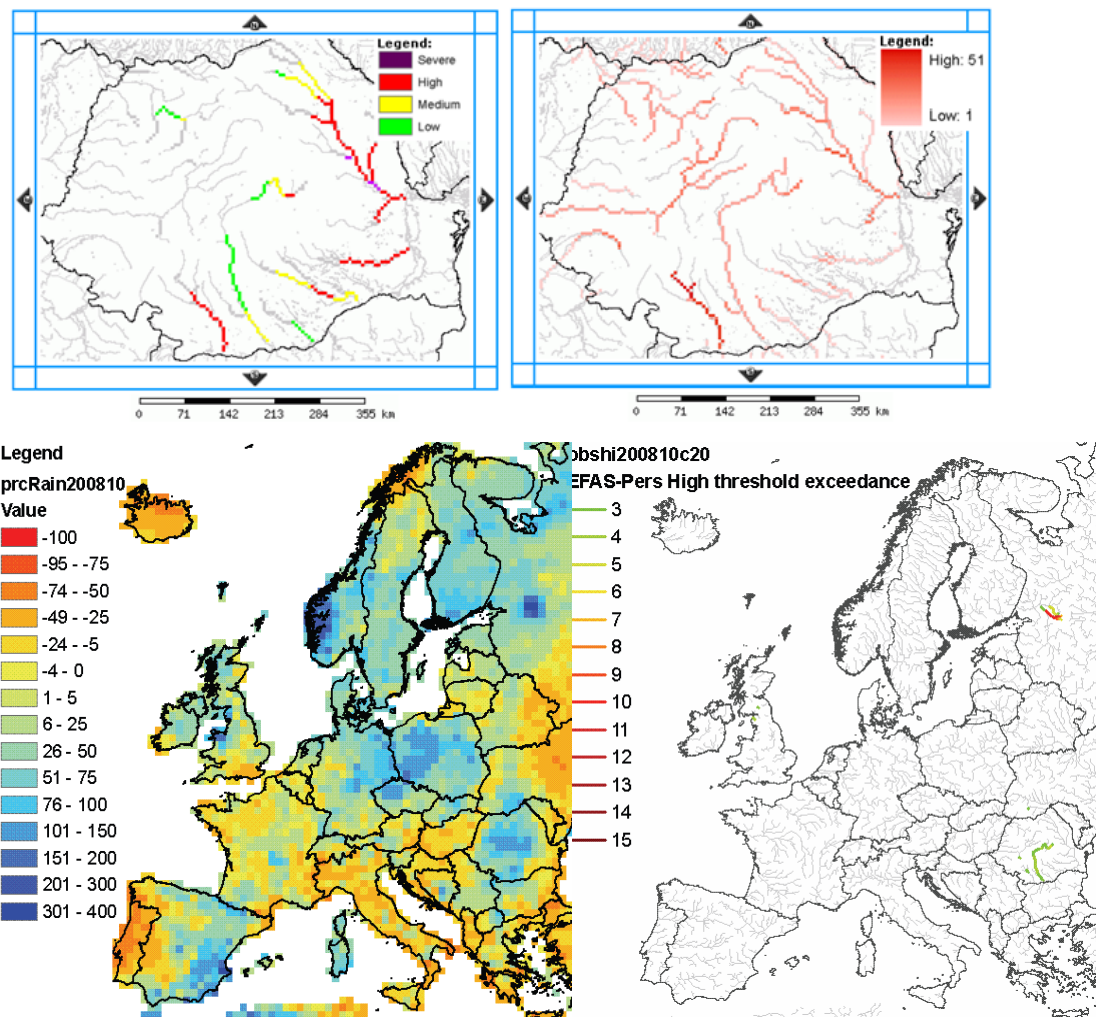 Legend:
Severe
High
Medium
Low
0 71 142 213 284 355 km
Legend:
High: 51
Low: 1
0 71 142 213 284 355 km
Legend
prcRain200810
Value
-100
-95 - -75
-74 - -50
-49 - -25
-24 - -5
-4 - 0
1 - 5
6 - 25
26 - 50
51 - 75
76 - 100
101 - 150
151 - 200
201 - 300
301 - 400
obshi200810c20
EFAS-Pers High threshold exceedance
3
4
5
6
7
8
9
10
11
12
13
14
15